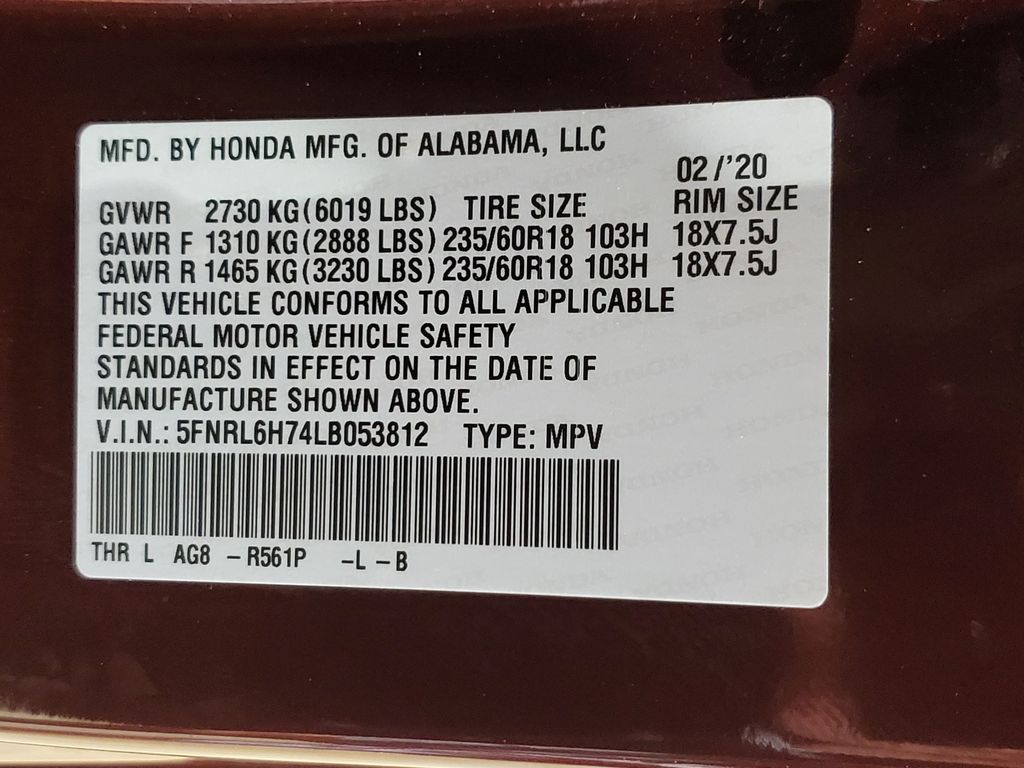 MFD. BY HONDA MFG. OF ALABAMA, LLC
02/'20
GVWR 2730 KG(6019 LBS) TIRE SIZE RIM SIZE
GAWR F 1310 KG(2888 LBS) 235/60R18 103H 18X7.5J
GAWR R 1465 KG(3230 LBS) 235/60R18 103H 18X7.5J
THIS VEHICLE CONFORMS TO ALL APPLICABLE
FEDERAL MOTOR VEHICLE SAFETY
STANDARDS IN EFFECT ON THE DATE OF
MANUFACTURE SHOWN ABOVE.
V.I.N.: 5FNRL6H74LB053812 TYPE: MPV
THR L AG8 – R561P –L – B